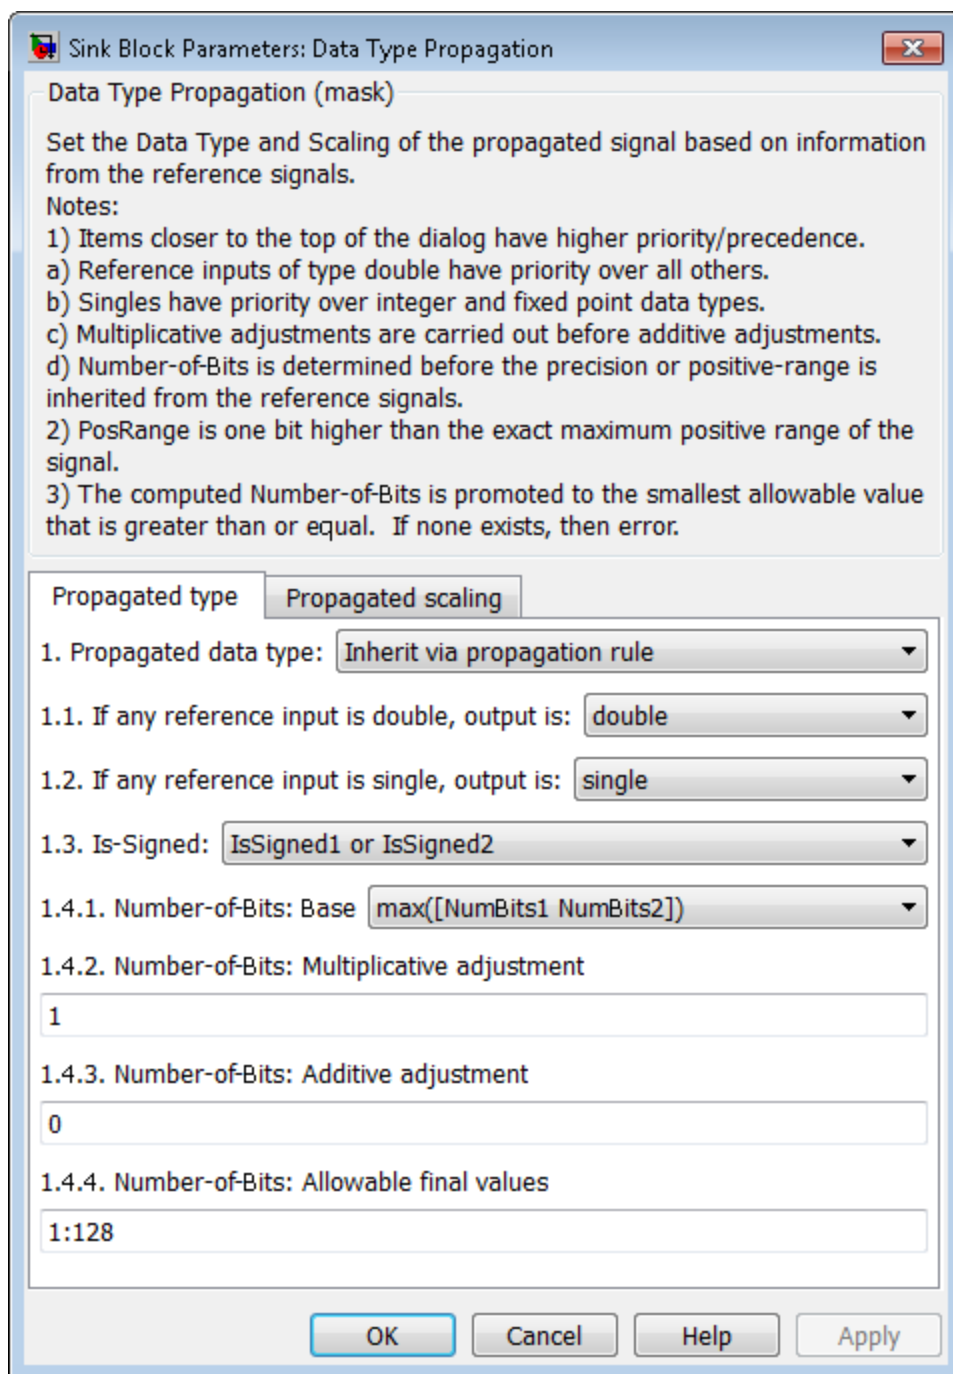 Sink Block Parameters: Data Type Propagation
Data Type Propagation (mask)
Set the Data Type and Scaling of the propagated signal based on information
from the reference signals.
Notes:
1) Items closer to the top of the dialog have higher priority/precedence.
a) Reference inputs of type double have priority over all others.
b) Singles have priority over integer and fixed point data types.
c) Multiplicative adjustments are carried out before additive adjustments.
d) Number-of-Bits is determined before the precision or positive-range is
inherited from the reference signals.
2) PosRange is one bit higher than the exact maximum positive range of the
signal.
3) The computed Number-of-Bits is promoted to the smallest allowable value
that is greater than or equal.  If none exists, then error.
Propagated type Propagated scaling
1. Propagated data type: Inherit via propagation rule
1.1. If any reference input is double, output is: double
1.2. If any reference input is single, output is: single
1.3. Is-Signed: IsSigned1 or IsSigned2
1.4.1. Number-of-Bits: Base max([NumBits1 NumBits2])
1.4.2. Number-of-Bits: Multiplicative adjustment
1
1.4.3. Number-of-Bits: Additive adjustment
0
1.4.4. Number-of-Bits: Allowable final values
1:128
OK Cancel Help Apply